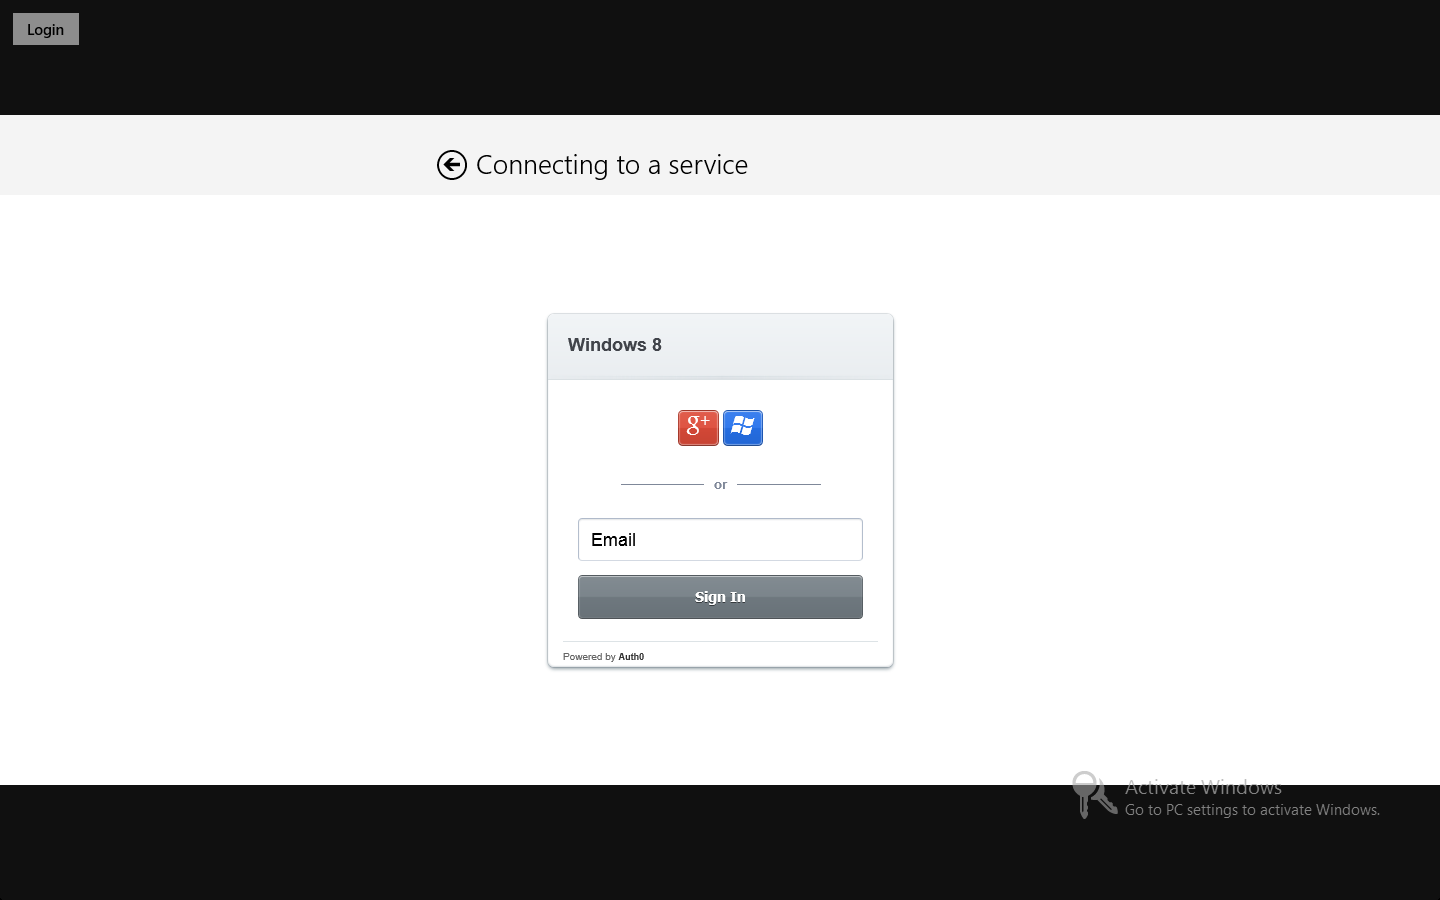 Login
Connecting to a service
Windows 8
g+
or
Email
Sign In
Powered by Auth0
Activate Windows
Go to PC settings to activate Windows.